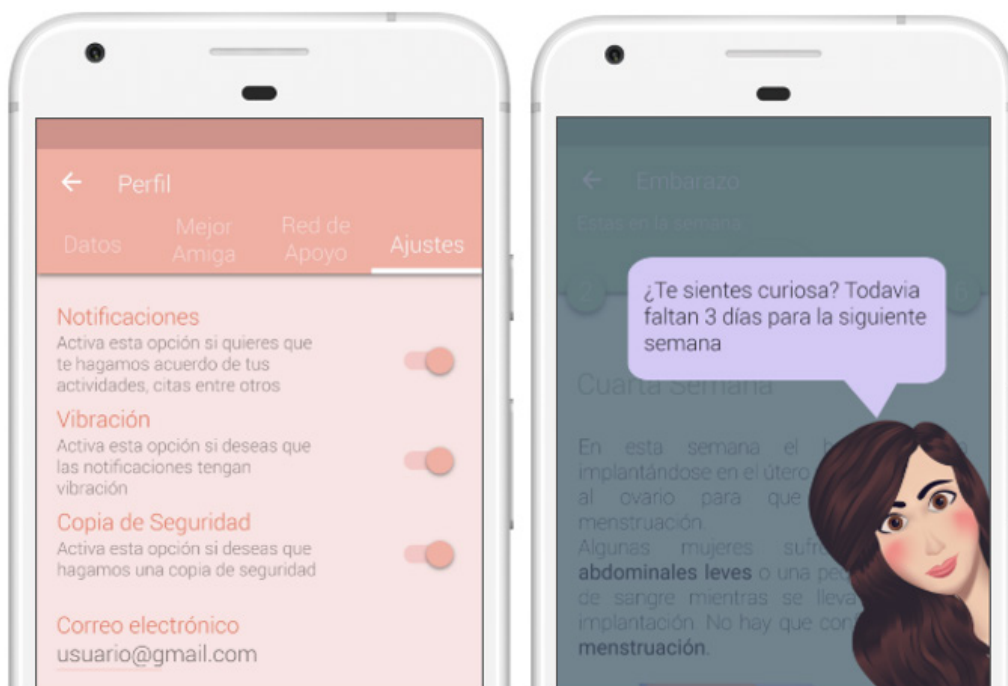 Perfil
Datos
Mejor
Amiga
Red de
Apoyo
Ajustes
Notificaciones
Activa esta opción si quieres que
te hagamos acuerdo de tus
actividades, citas entre otros
Vibración
Activa esta opción si deseas que
las notificaciones tengan
vibración
Copia de Seguridad
Activa esta opción si deseas que
hagamos una copia de seguridad
Correo electrónico
usuario@gmail.com
Embarazo
Estas en la semana
2
6
¿Te sientes curiosa? Todavia
faltan 3 días para la siguiente
semana
Cuarta Semana
En esta semana el
implantándose en el útero
al ovario para que
menstruación.
Algunas mujeres
abdominales leves o una
de sangre mientras se lleva
implantación. No hay que
menstruación.